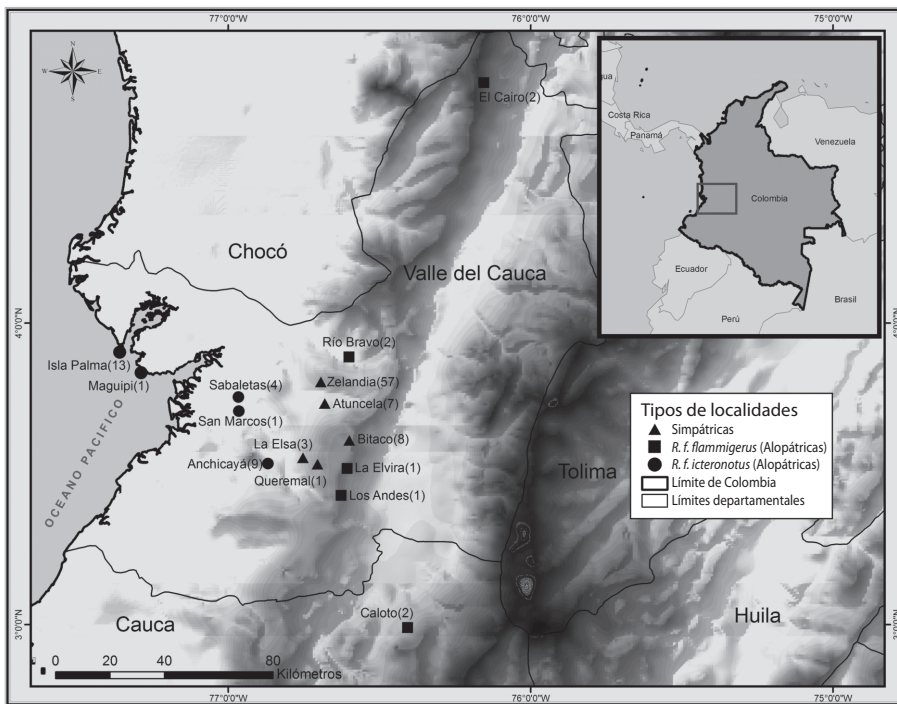 77°0'0"W
76°0'0"W
75°0'0"W
N
W
E
S
El Cairo(2)
Costa Rica
Panamá
Venezuela
Colombia
Ecuador
Perú
Brasil
Chocó
Valle del Cauca
4°0'0"N
4°0'0"N
Río Bravo(2)
Isla Palma(13)
Maguipi(1)
Zelandia(57)
Sabaletas(4)
Atuncela(7)
San Marcos(1)
La Elsa(3)
Bitaco(8)
Anchicayá(9)
La Elvira(1)
Queremal(1)
Los Andes(1)
OCEANO PACIFICO
Tolima
Tipos de localidades
Simpátricas
R. f. flammigerus (Alopátricas)
R. f. icteronotus (Alopátricas)
Límite de Colombia
Límites departamentales
3°0'0"N
3°0'0"N
Cauca
Caloto(2)
Huila
0 20 40 80
Kilómetros
77°0'0"W
76°0'0"W
75°0'0"W